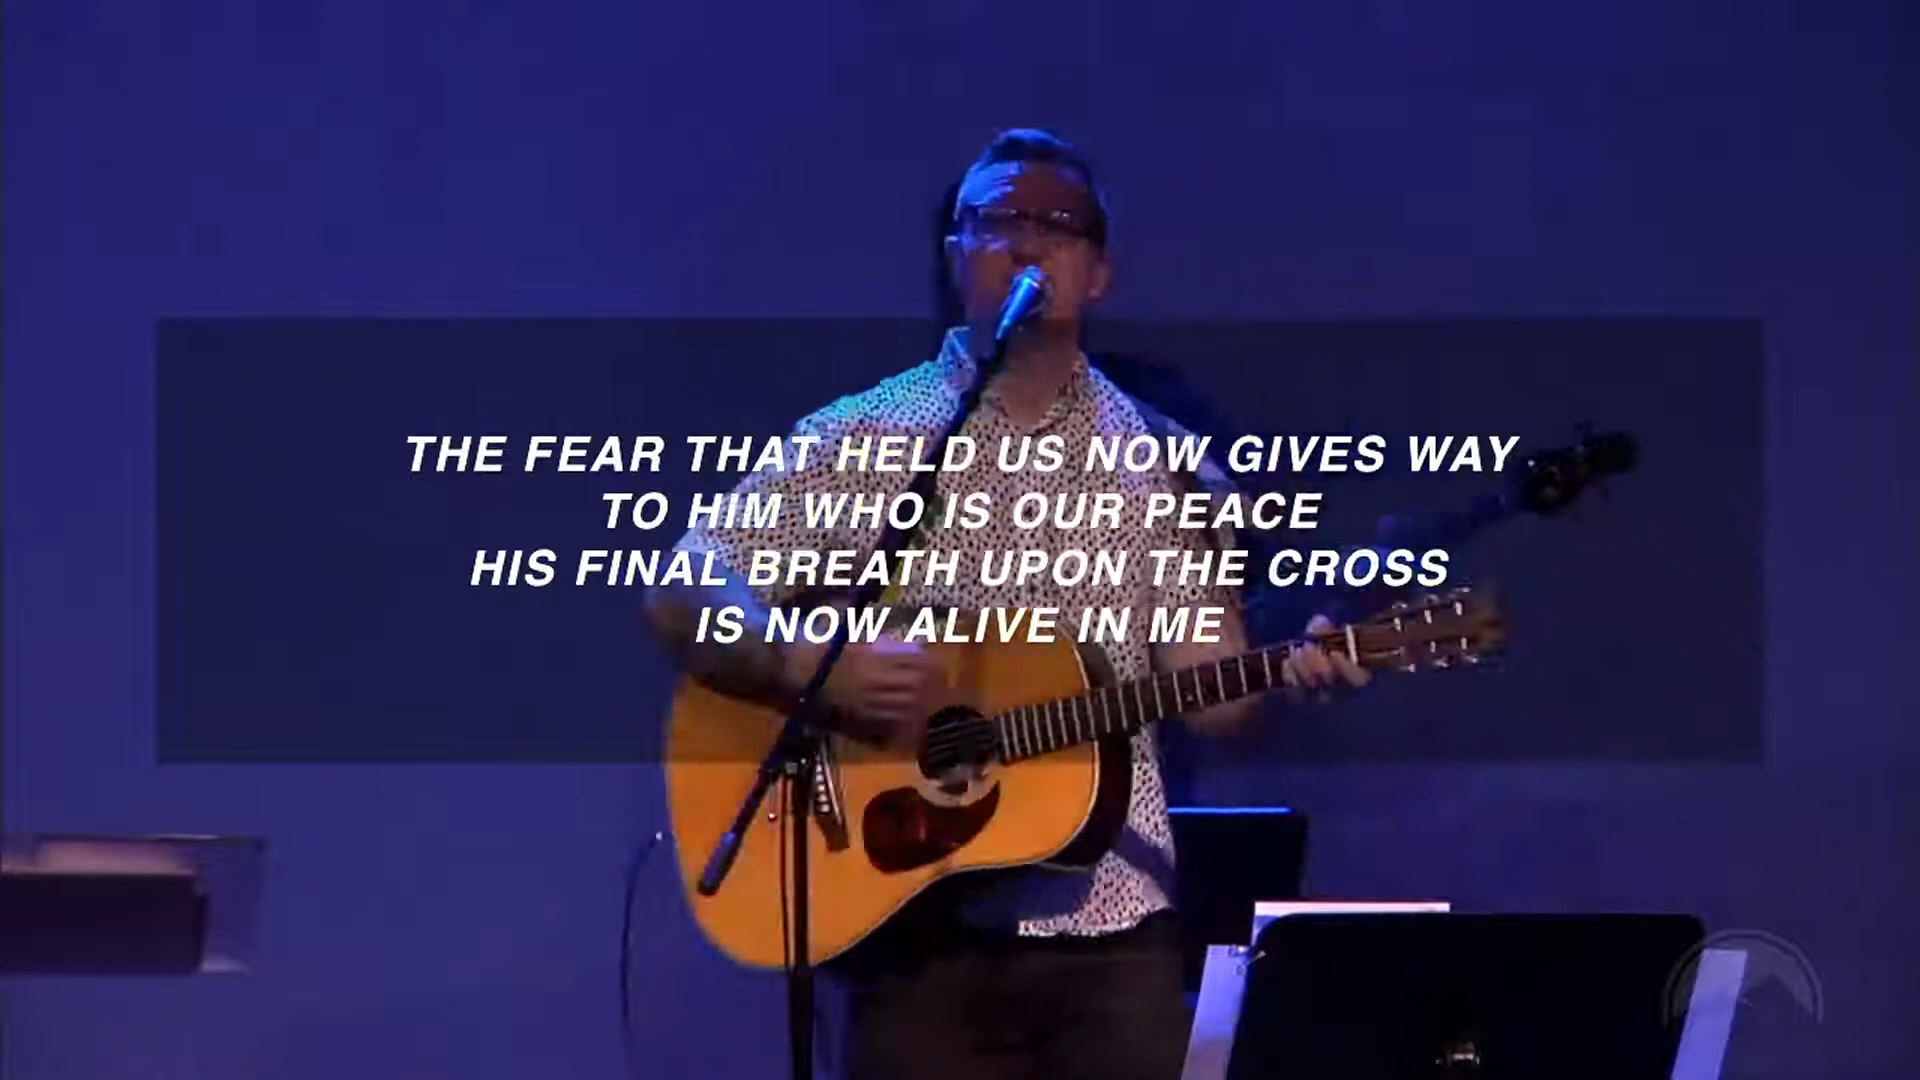 THE FEAR THAT HELD US NOW GIVES WAY
TO HIM WHO IS OUR PEACE
HIS FINAL BREATH UPON THE CROSS
IS NOW ALIVE IN ME